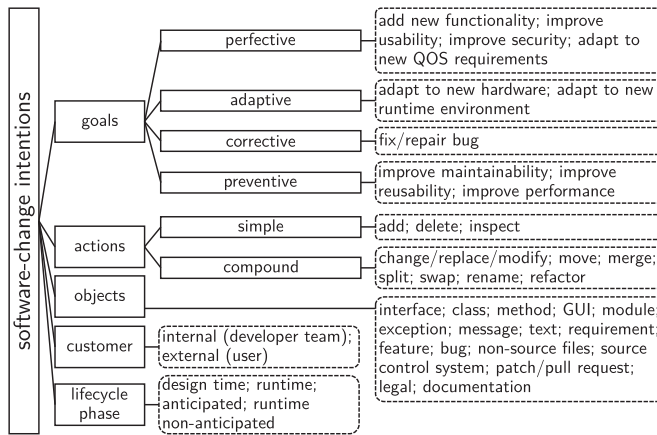 software-change intentions
goals
perfective
add new functionality; improve
usability; improve security; adapt to
new QOS requirements
adaptive
adapt to new hardware; adapt to new
runtime environment
corrective
fix/repair bug
preventive
improve maintainability; improve
reusability; improve performance
actions
simple
add; delete; inspect
compound
change/replace/modify; move; merge;
split; swap; rename; refactor
objects
interface; class; method; GUI; module;
exception; message; text; requirement;
feature; bug; non-source files; source
control system; patch/pull request;
legal; documentation
customer
internal (developer team);
external (user)
lifecycle
phase
design time; runtime;
anticipated; runtime
non-anticipated